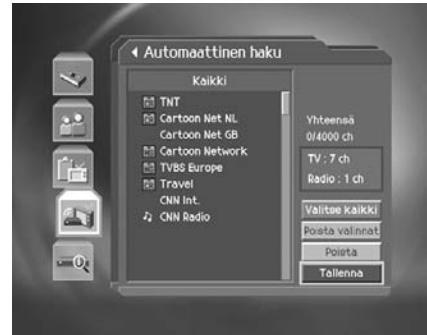 Automaattinen haku
Kaikki
TNT
Cartoon Net NL
Cartoon Net GB
Cartoon Network
TVBS Europe
Travel
CNN Int.
CNN Radio
Yhteensä
0/4000 ch
TV : 7 ch
Radio : 1 ch
Valitse kaikki
Poista valinnat
Poista
Tallenna